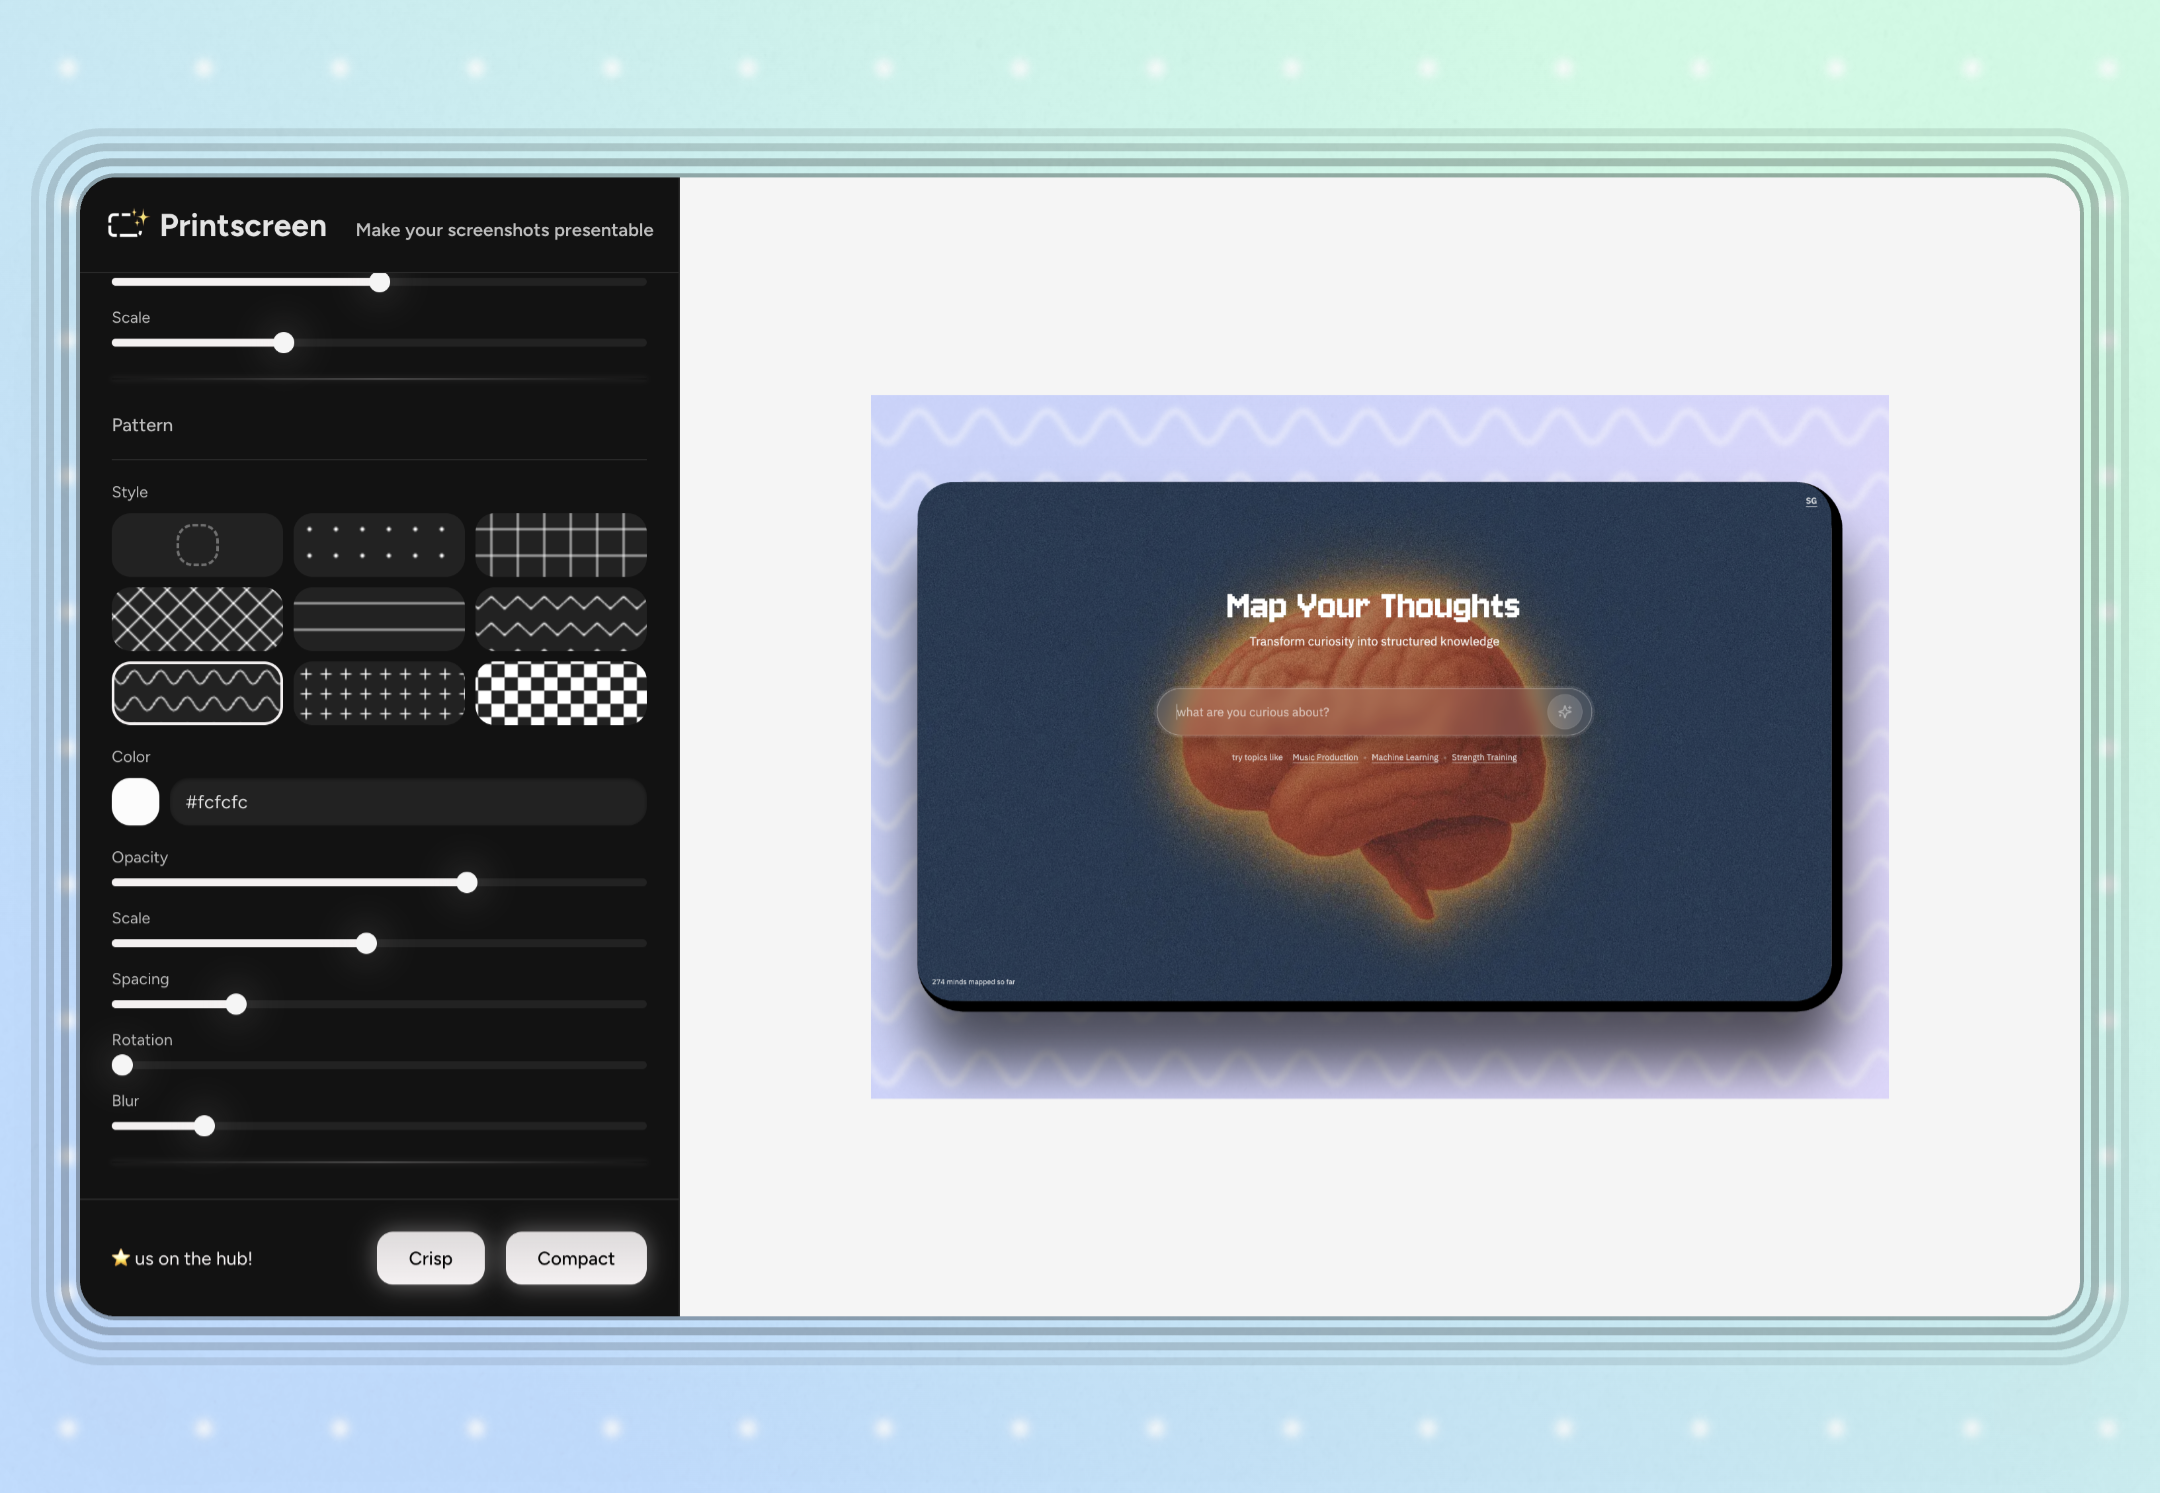 Printscreen
Make your screenshots presentable
Scale
Pattern
Style
Color
#fcfcfc
Opacity
Scale
Spacing
Rotation
Blur
⭐ us on the hub!
Crisp
Compact
SG
Map Your Thoughts
Transform curiosity into structured knowledge
what are you curious about?
try topics like Music Production - Machine Learning - Strength Training
274 minds mapped so far